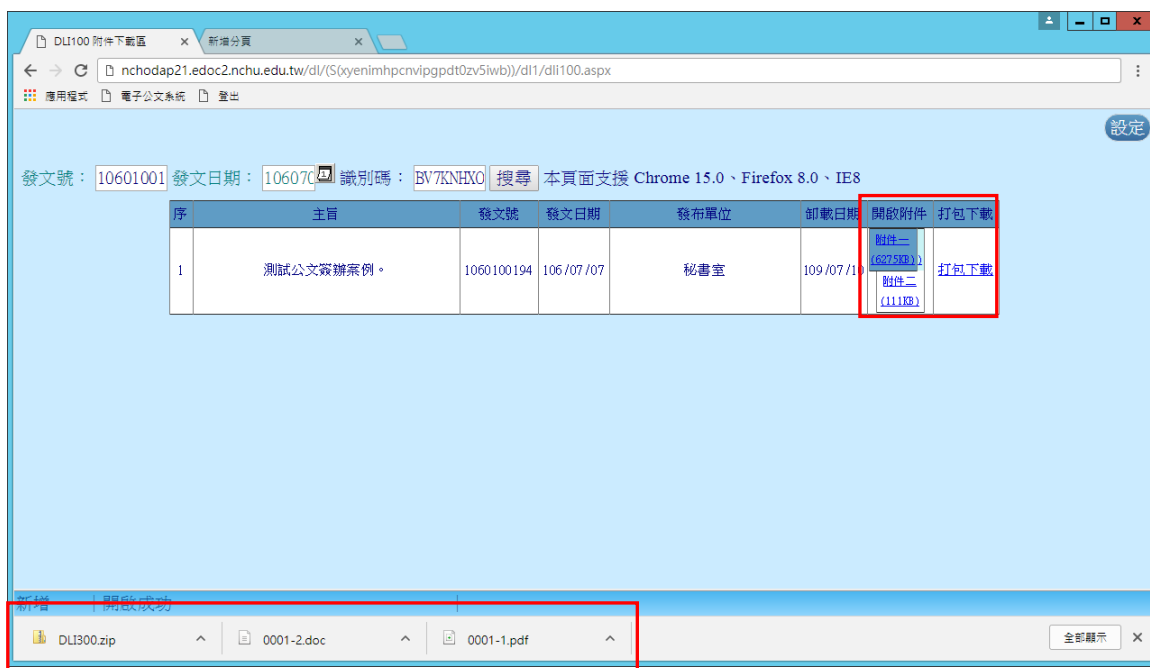 DLI100 附件下載區
新增分頁
nchodap21.edoc2.nchu.edu.tw/dl/(S(xyenimhpcnvipgpdt0zv5iwb))/dl1/dli100.aspx
應用程式 電子公文系統 登出
設定
發文號： 10601001 發文日期： 106070 識別碼： BV7KNHXO 搜尋 本頁面支援 Chrome 15.0、Firefox 8.0、IE8
序 主旨 發文號 發文日期 發布單位 卸載日期 開啟附件 打包下載
1 測試公文簽辦案例。 1060100194 106/07/07 秘書室 109/07/10 附件一 打包下載
(6275KB)
附件二
(111KB)
新增 開啟成功
DLI300.zip 0001-2.doc 0001-1.pdf 全部顯示